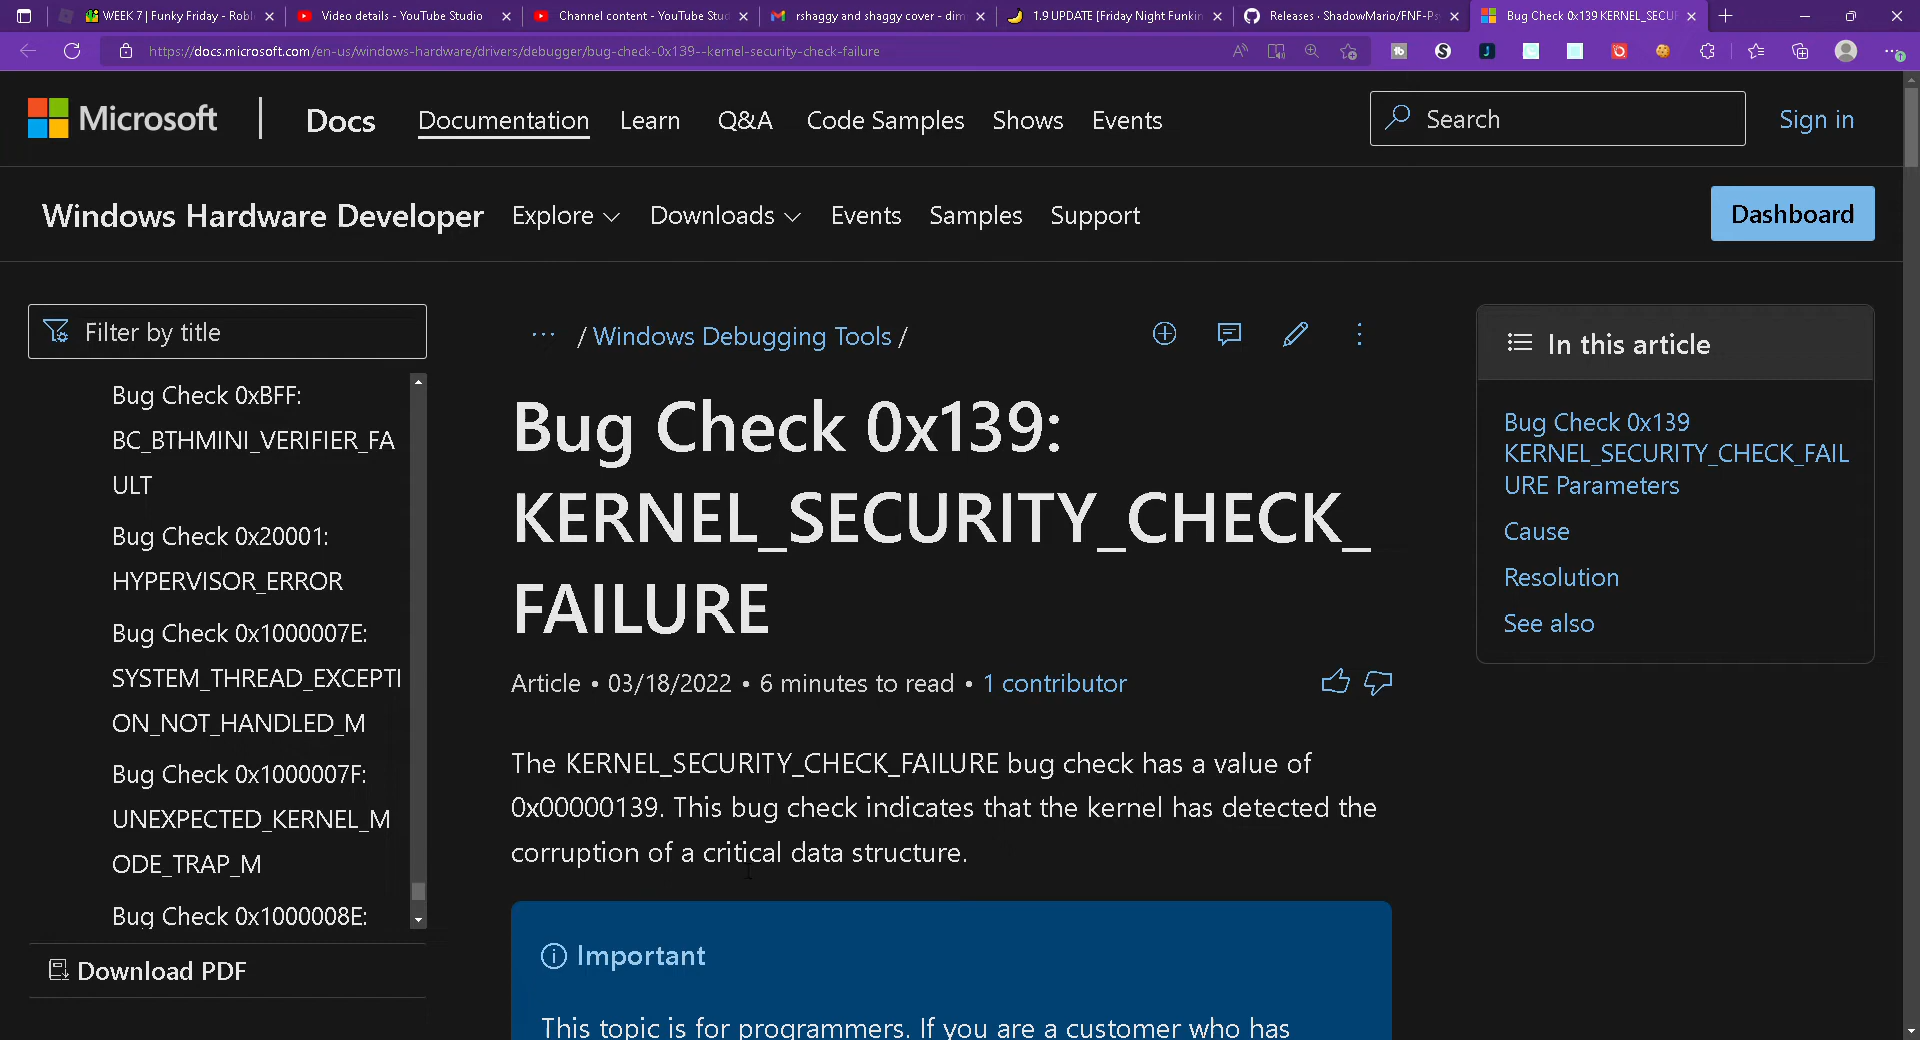 WEEK 7 | Funky Friday - Robl
Video details - YouTube Studio
Channel content - YouTube Stud
rshaggy and shaggy cover - dim
1.9 UPDATE [Friday Night Funkin
Releases · ShadowMario/FNF-Ps
Bug Check 0x139 KERNEL_SECUR
https://docs.microsoft.com/en-us/windows-hardware/drivers/debugger/bug-check-0x139--kernel-security-check-failure
Microsoft
Docs
Documentation
Learn
Q&A
Code Samples
Shows
Events
Search
Sign in
Windows Hardware Developer
Explore
Downloads
Events
Samples
Support
Dashboard
Filter by title
Bug Check 0xBFF:
BC_BTHMINI_VERIFIER_FA
ULT
Bug Check 0x20001:
HYPERVISOR_ERROR
Bug Check 0x1000007E:
SYSTEM_THREAD_EXCEPTI
ON_NOT_HANDLED_M
Bug Check 0x1000007F:
UNEXPECTED_KERNEL_M
ODE_TRAP_M
Bug Check 0x1000008E:
Download PDF
··· / Windows Debugging Tools /
Bug Check 0x139:
KERNEL_SECURITY_CHECK_
FAILURE
Article • 03/18/2022 • 6 minutes to read • 1 contributor
The KERNEL_SECURITY_CHECK_FAILURE bug check has a value of
0x00000139. This bug check indicates that the kernel has detected the
corruption of a critical data structure.
Important
This topic is for programmers. If you are a customer who has
In this article
Bug Check 0x139
KERNEL_SECURITY_CHECK_FAIL
URE Parameters
Cause
Resolution
See also